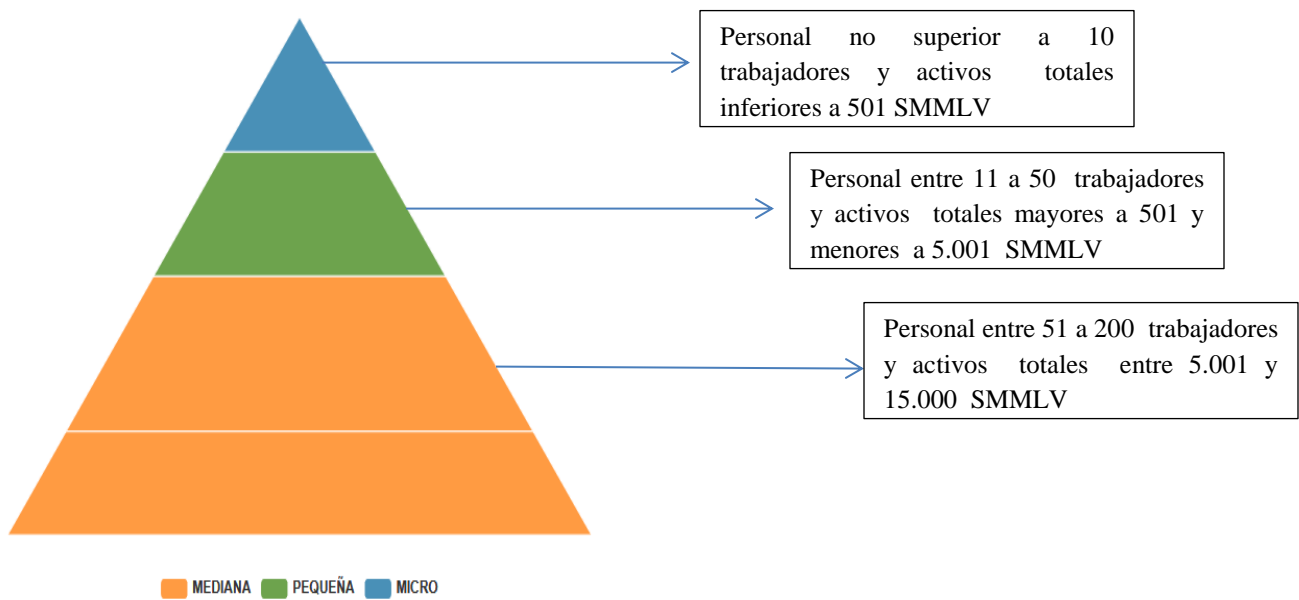 Personal no superior a 10
trabajadores y activos totales
inferiores a 501 SMMLV
Personal entre 11 a 50 trabajadores
y activos totales mayores a 501 y
menores a 5.001 SMMLV
Personal entre 51 a 200 trabajadores
y activos totales entre 5.001 y
15.000 SMMLV
MEDIANA PEQUEÑA MICRO